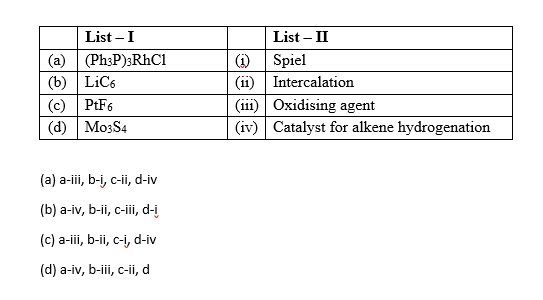 List – I List – II
(a) (Ph3P)3RhCl (i) Spiel
(b) LiC6 (ii) Intercalation
(c) PtF6 (iii) Oxidising agent
(d) Mo3S4 (iv) Catalyst for alkene hydrogenation
(a) a-iii, b-i, c-ii, d-iv
(b) a-iv, b-ii, c-iii, d-i
(c) a-iii, b-ii, c-i, d-iv
(d) a-iv, b-iii, c-ii, d